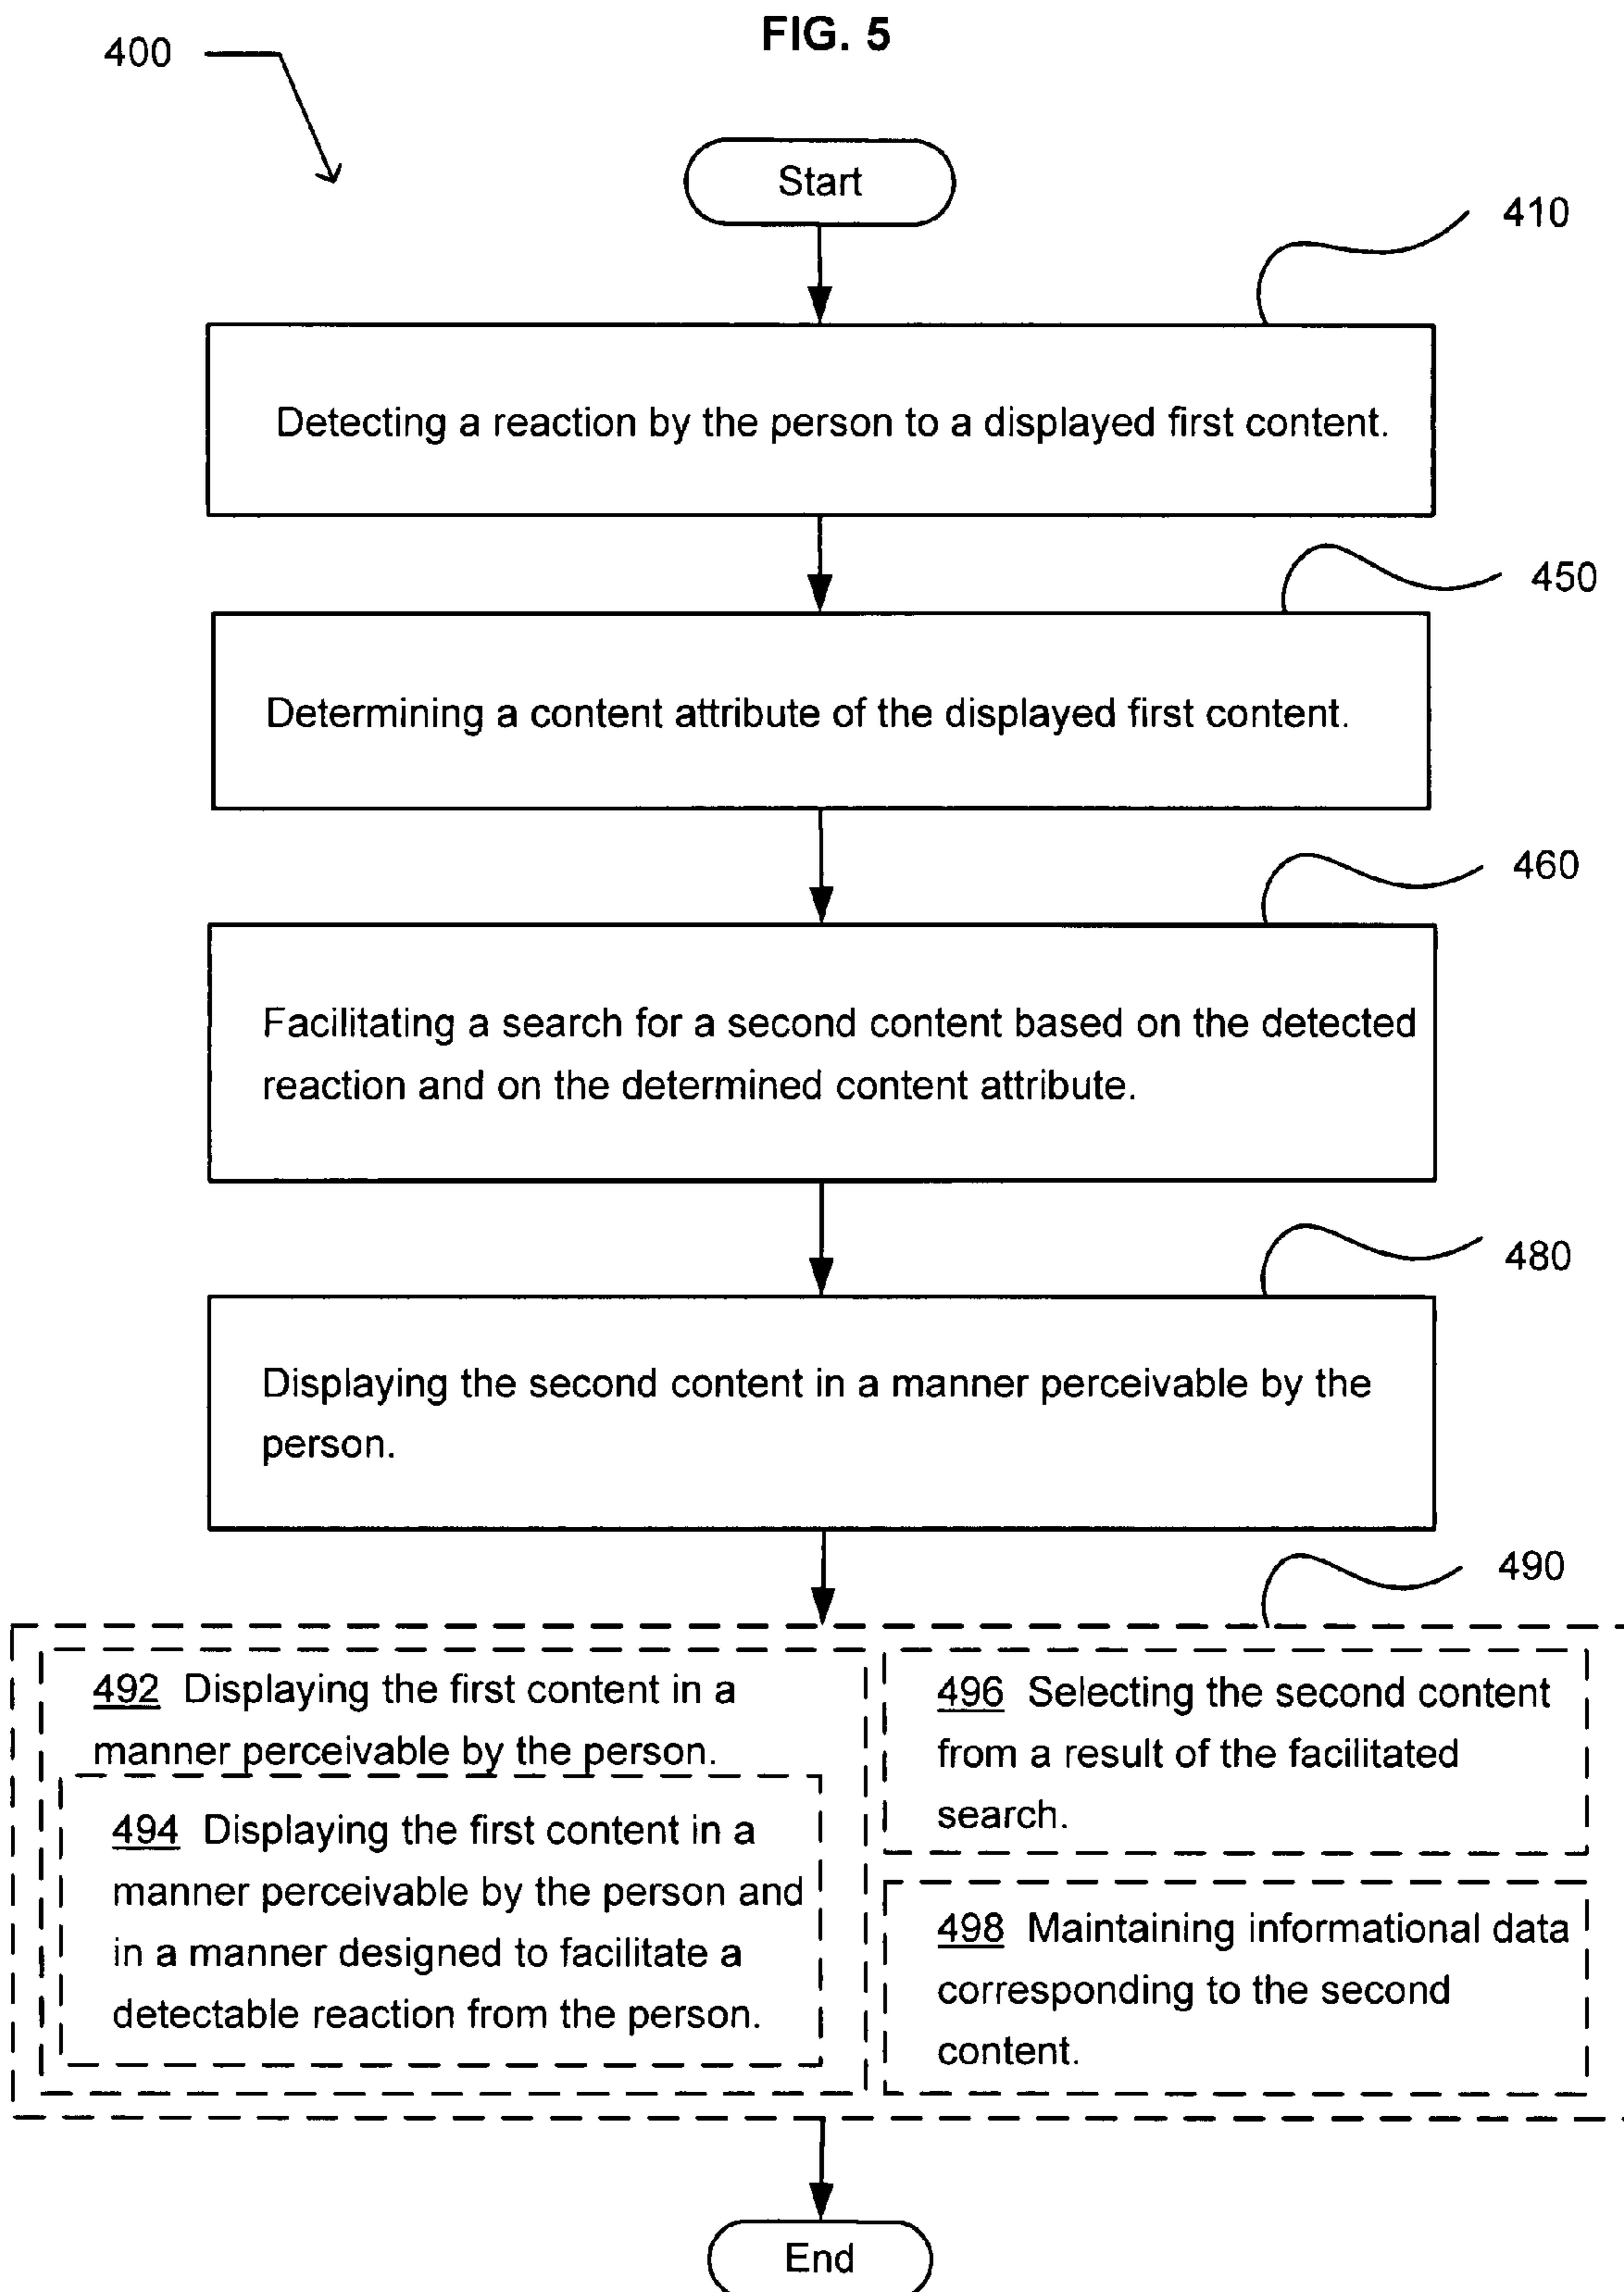 FIG. 5
400
Start
410
Detecting a reaction by the person to a displayed first content.
450
Determining a content attribute of the displayed first content.
460
Facilitating a search for a second content based on the detected
reaction and on the determined content attribute.
480
Displaying the second content in a manner perceivable by the
person.
490
492 Displaying the first content in a
manner perceivable by the person.
494 Displaying the first content in a
manner perceivable by the person and
in a manner designed to facilitate a
detectable reaction from the person.
496 Selecting the second content
from a result of the facilitated
search.
498 Maintaining informational data
corresponding to the second
content.
End